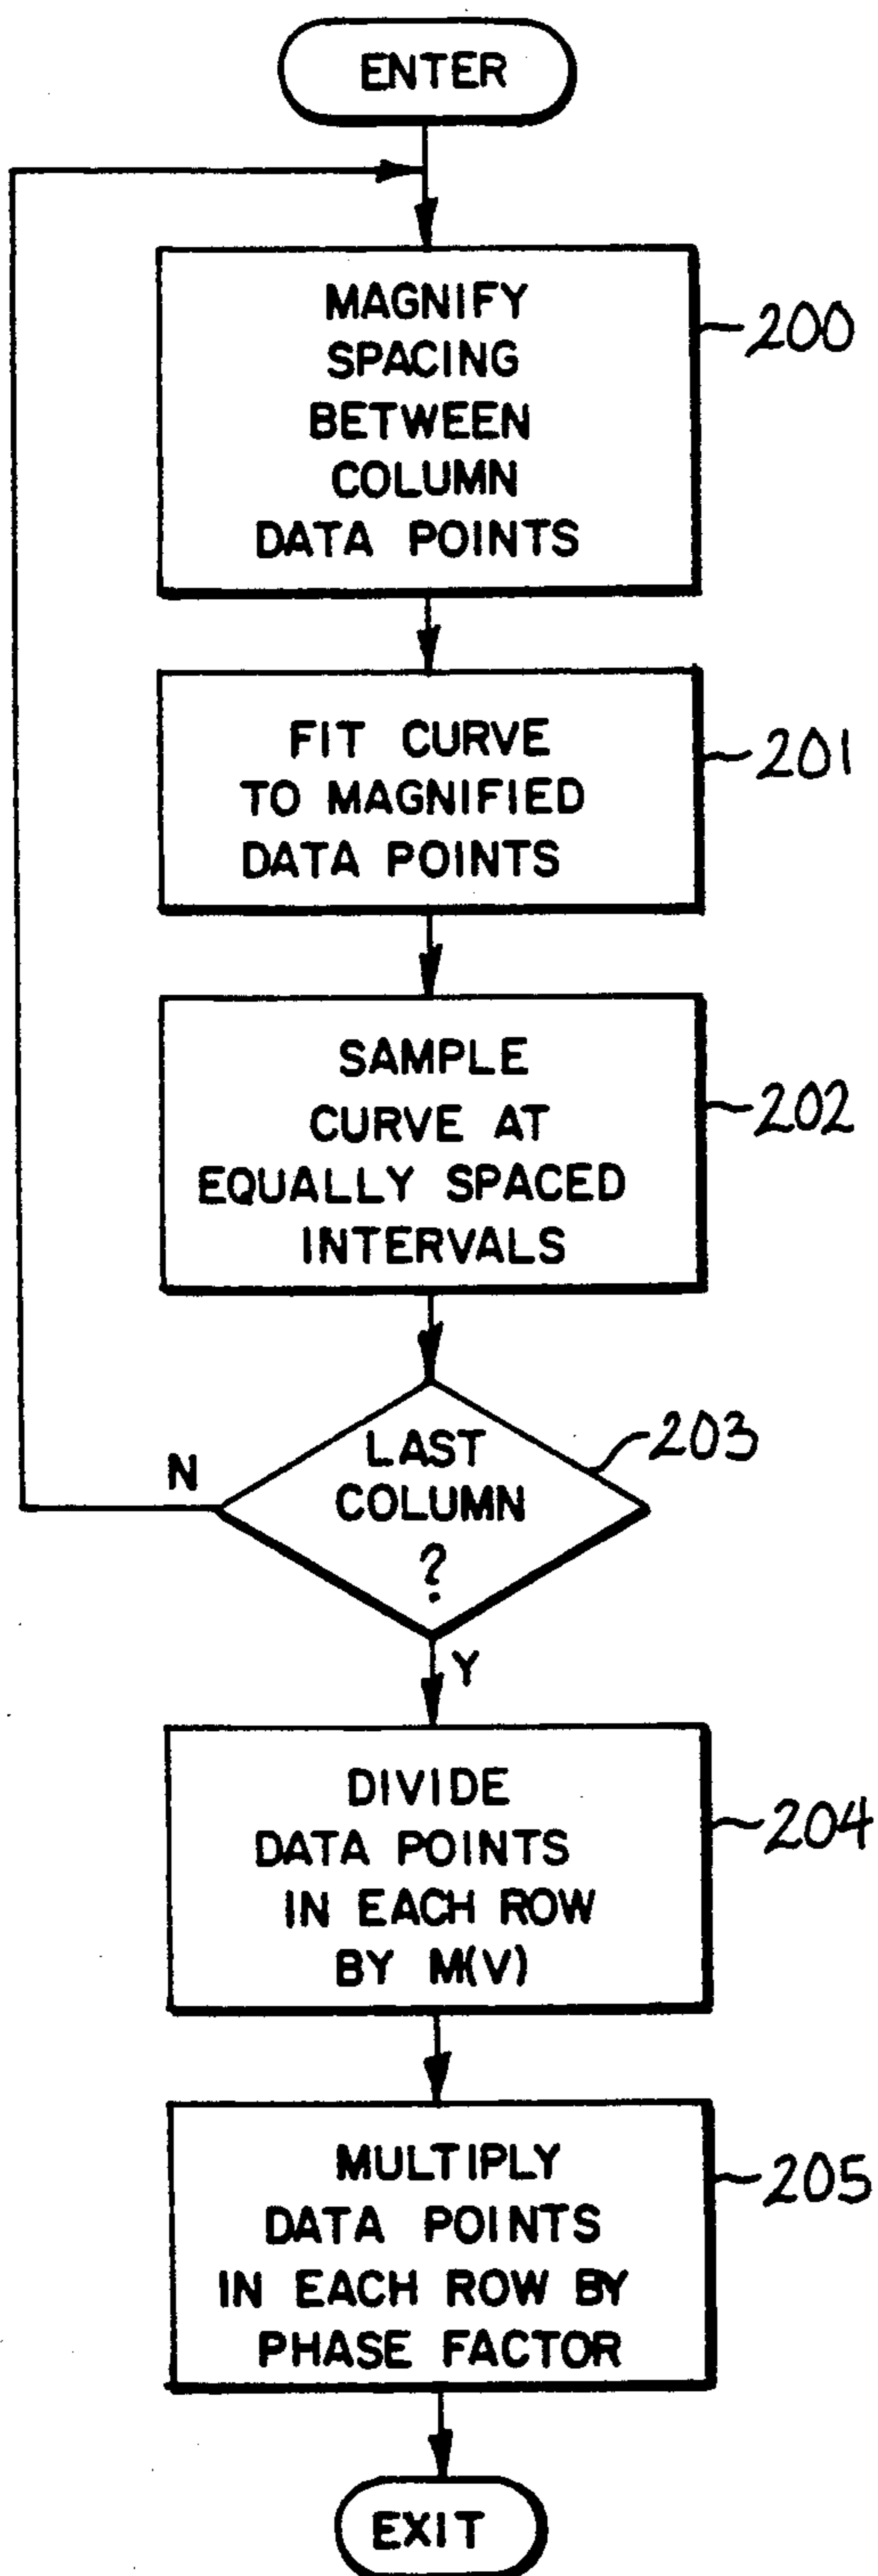 ENTER
MAGNIFY
SPACING
BETWEEN
COLUMN
DATA POINTS
200
FIT CURVE
TO MAGNIFIED
DATA POINTS
201
SAMPLE
CURVE AT
EQUALLY SPACED
INTERVALS
202
LAST
COLUMN
?
203
N
Y
DIVIDE
DATA POINTS
IN EACH ROW
BY M(V)
204
MULTIPLY
DATA POINTS
IN EACH ROW BY
PHASE FACTOR
205
EXIT